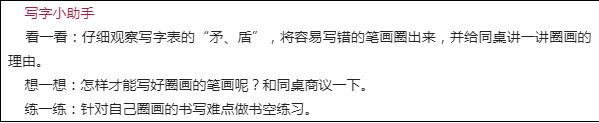 写字小助手
看一看：仔细观察写字表的“矛、盾”，将容易写错的笔画圈出来，并给同桌讲一讲圈画的
理由。
想一想：怎样才能写好圈画的笔画呢？和同桌商议一下。
练一练：针对自己圈画的书写难点做书空练习。